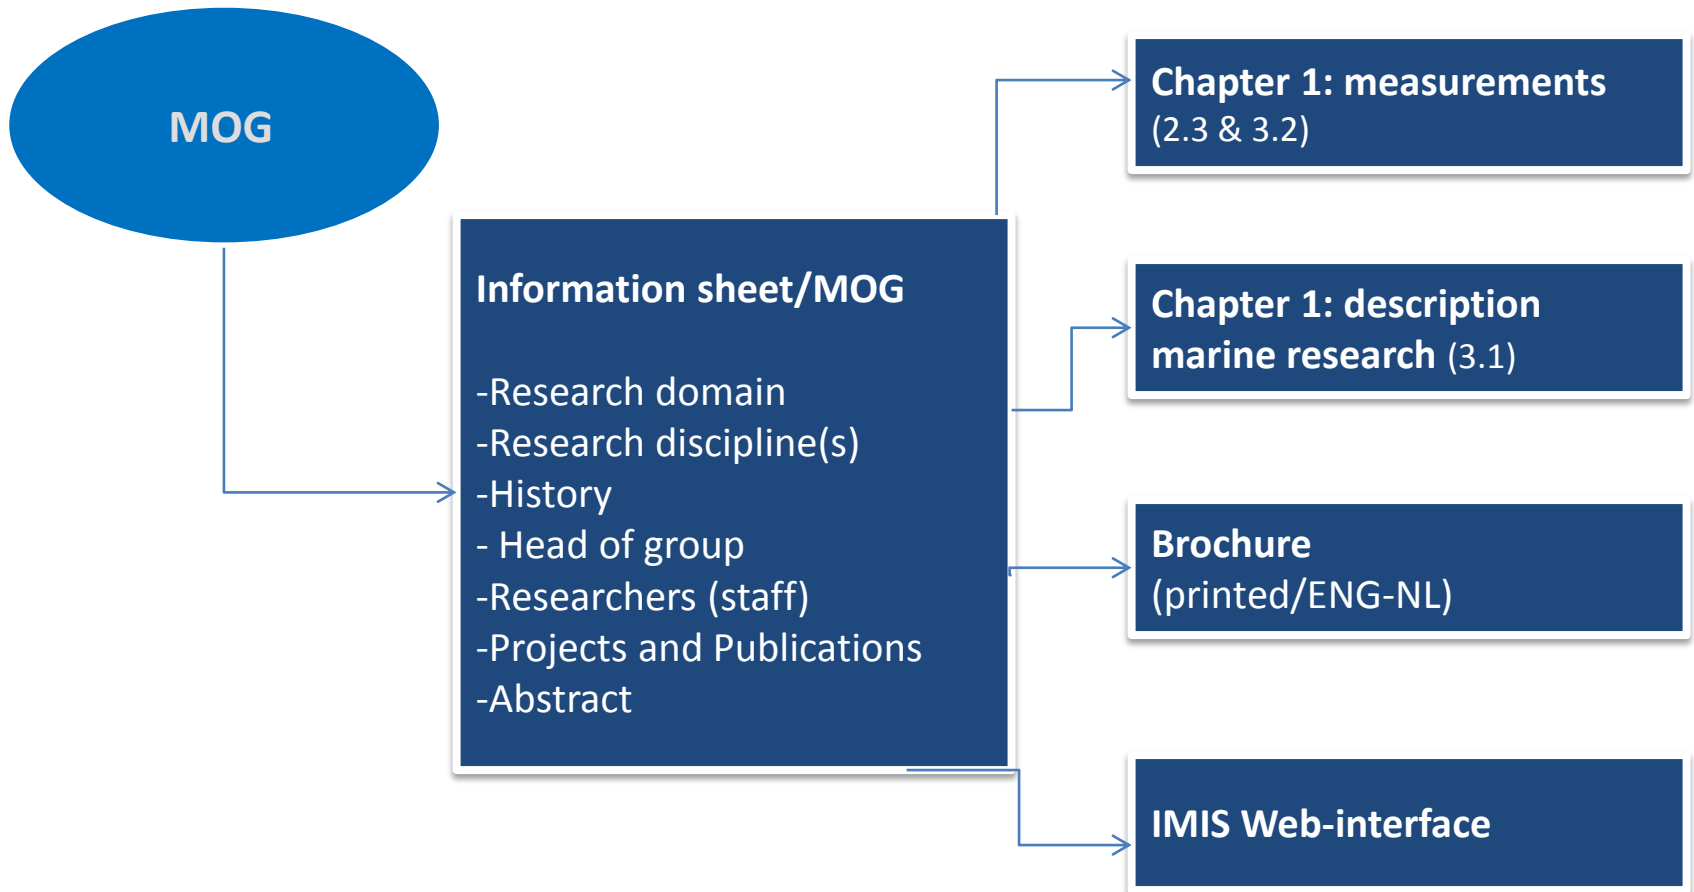 MOG
Information sheet/MOG
-Research domain
-Research discipline(s)
-History
- Head of group
-Researchers (staff)
-Projects and Publications
-Abstract
Chapter 1: measurements
(2.3 & 3.2)
Chapter 1: description
marine research (3.1)
Brochure
(printed/ENG-NL)
IMIS Web-interface